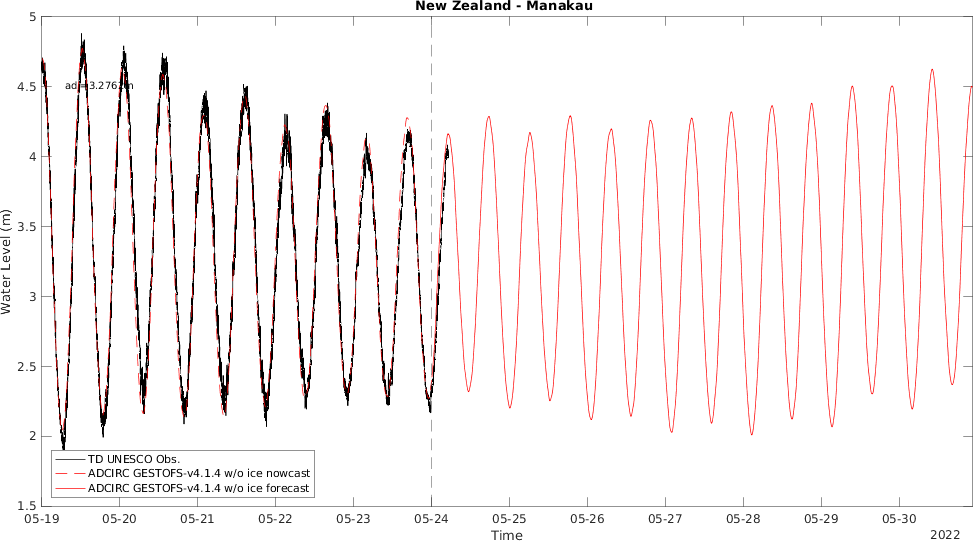 New Zealand - Manakau
5
4.5
4
3.5
3
2.5
2
1.5
Water Level (m)
adj=3.2762m
TD UNESCO Obs.
ADCIRC GESTOFS-v4.1.4 w/o ice nowcast
ADCIRC GESTOFS-v4.1.4 w/o ice forecast
05-19 05-20 05-21 05-22 05-23 05-24 05-25 05-26 05-27 05-28 05-29 05-30
Time
2022